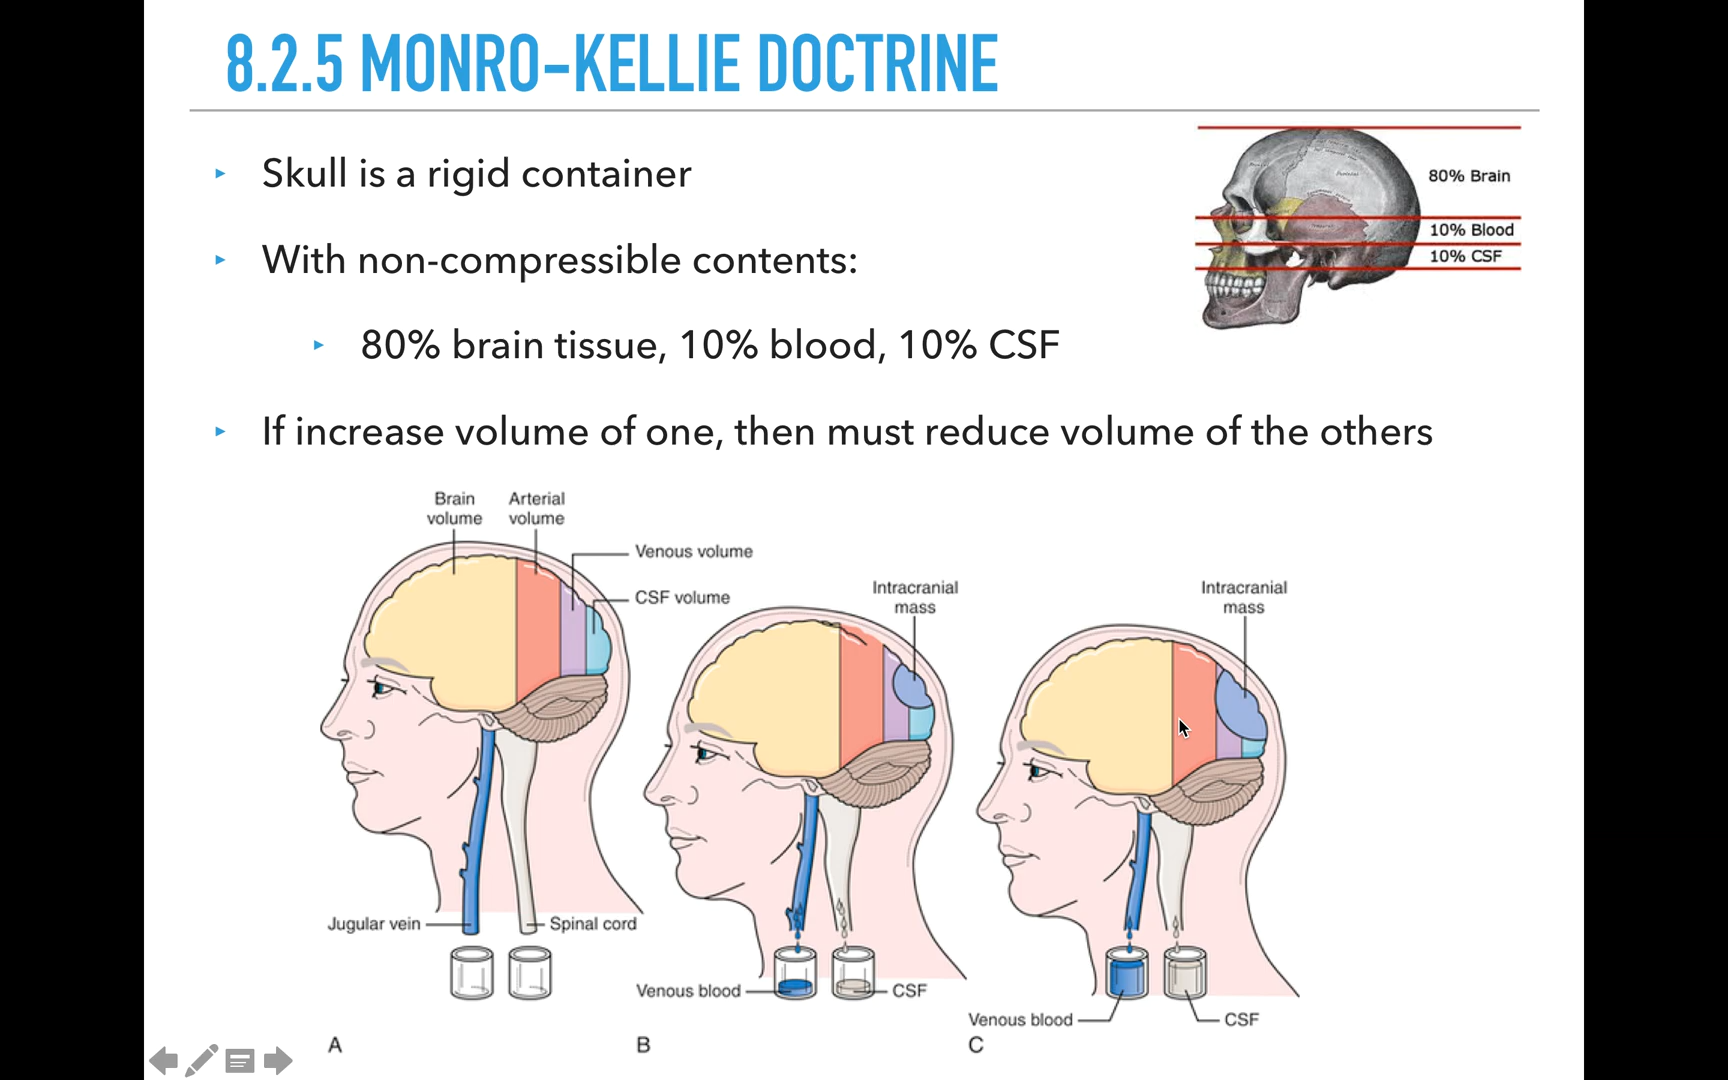 8.2.5 MONRO-KELLIE DOCTRINE
Skull is a rigid container
With non-compressible contents:
80% brain tissue, 10% blood, 10% CSF
If increase volume of one, then must reduce volume of the others
80% Brain
10% Blood
10% CSF
Brain
volume
Arterial
volume
Venous volume
CSF volume
Jugular vein
Spinal cord
A
Intracranial
mass
Venous blood
CSF
B
Intracranial
mass
Venous blood
CSF
C